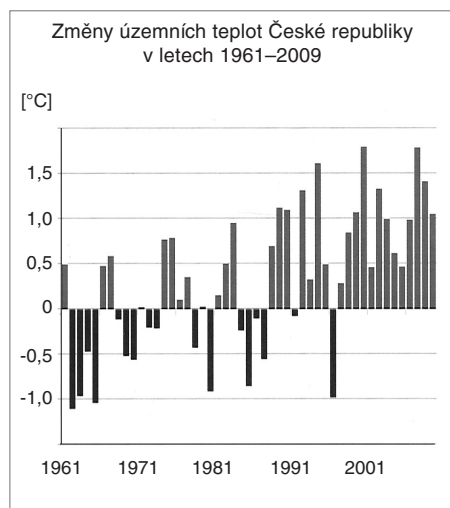 Změny územních teplot České republiky
v letech 1961–2009
[°C]
1,5
1,0
0,5
0
-0,5
-1,0
1961 1971 1981 1991 2001